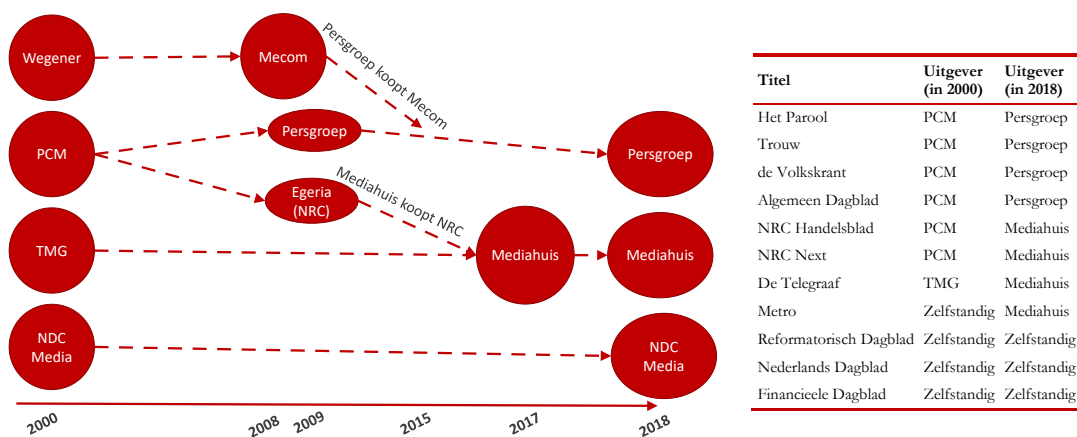 Wegener
Mecom
Persgroep koopt Mecom
PCM
Persgroep
Persgroep
Egeria
(NRC)
Mediahuis koopt NRC
TMG
Mediahuis
Mediahuis
NDC
Media
NDC
Media
2000
2008
2009
2015
2017
2018
Titel Uitgever (in 2000) Uitgever (in 2018)
Het Parool PCM Persgroep
Trouw PCM Persgroep
de Volkskrant PCM Persgroep
Algemeen Dagblad PCM Persgroep
NRC Handelsblad PCM Mediahuis
NRC Next PCM Mediahuis
De Telegraaf TMG Mediahuis
Metro Zelfstandig Mediahuis
Reformatorisch Dagblad Zelfstandig Zelfstandig
Nederlands Dagblad Zelfstandig Zelfstandig
Financieele Dagblad Zelfstandig Zelfstandig